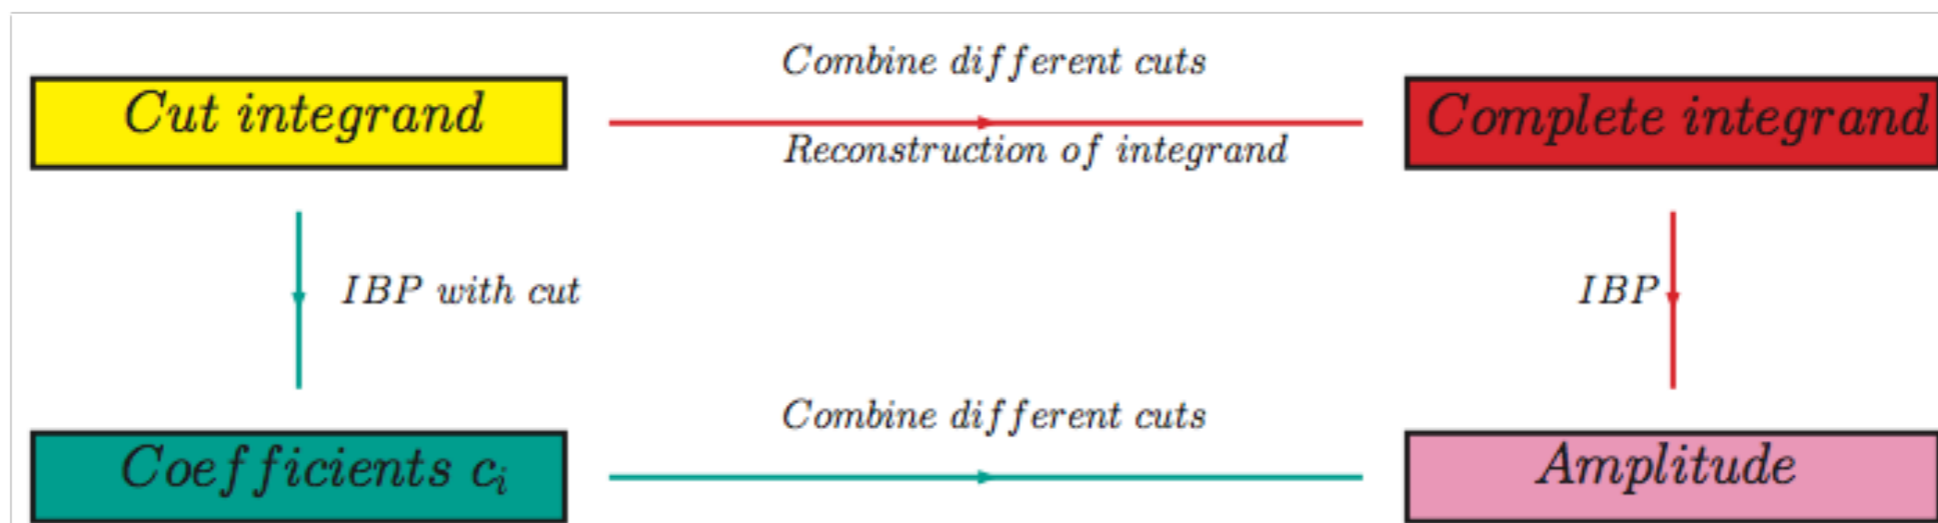 Combine different cuts
Cut integrand
Complete integrand
Reconstruction of integrand
IBP with cut
IBP
Combine different cuts
Coefficients cᵢ
Amplitude